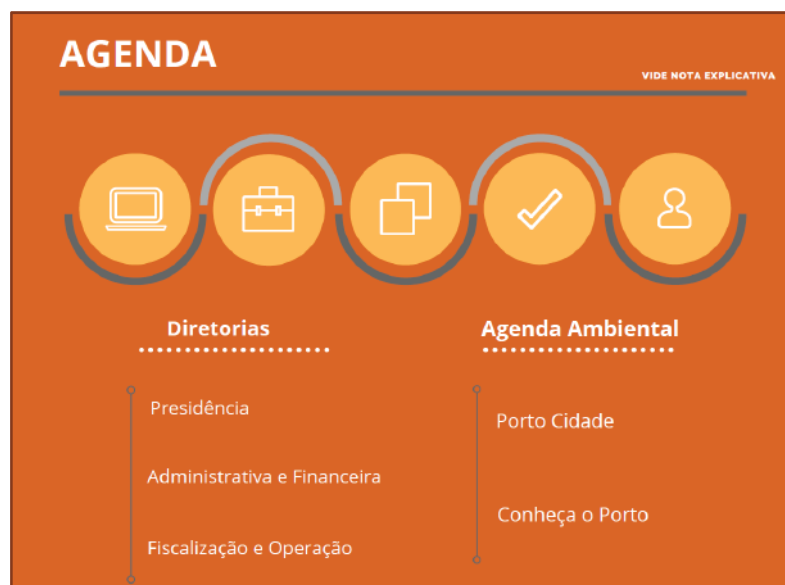 AGENDA
VIDE NOTA EXPLICATIVA
Diretorias
Presidência
Administrativa e Financeira
Fiscalização e Operação
Agenda Ambiental
Porto Cidade
Conheça o Porto